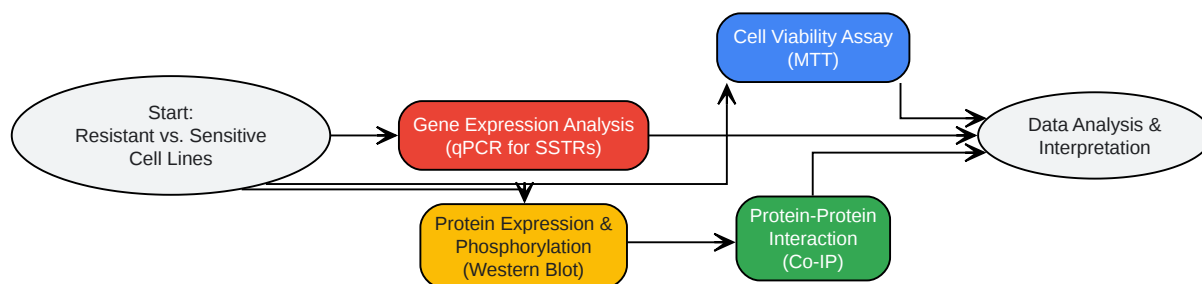 Start:
Resistant vs. Sensitive
Cell Lines
Gene Expression Analysis
(qPCR for SSTRs)
Cell Viability Assay
(MTT)
Protein Expression &
Phosphorylation
(Western Blot)
Protein-Protein
Interaction
(Co-IP)
Data Analysis &
Interpretation